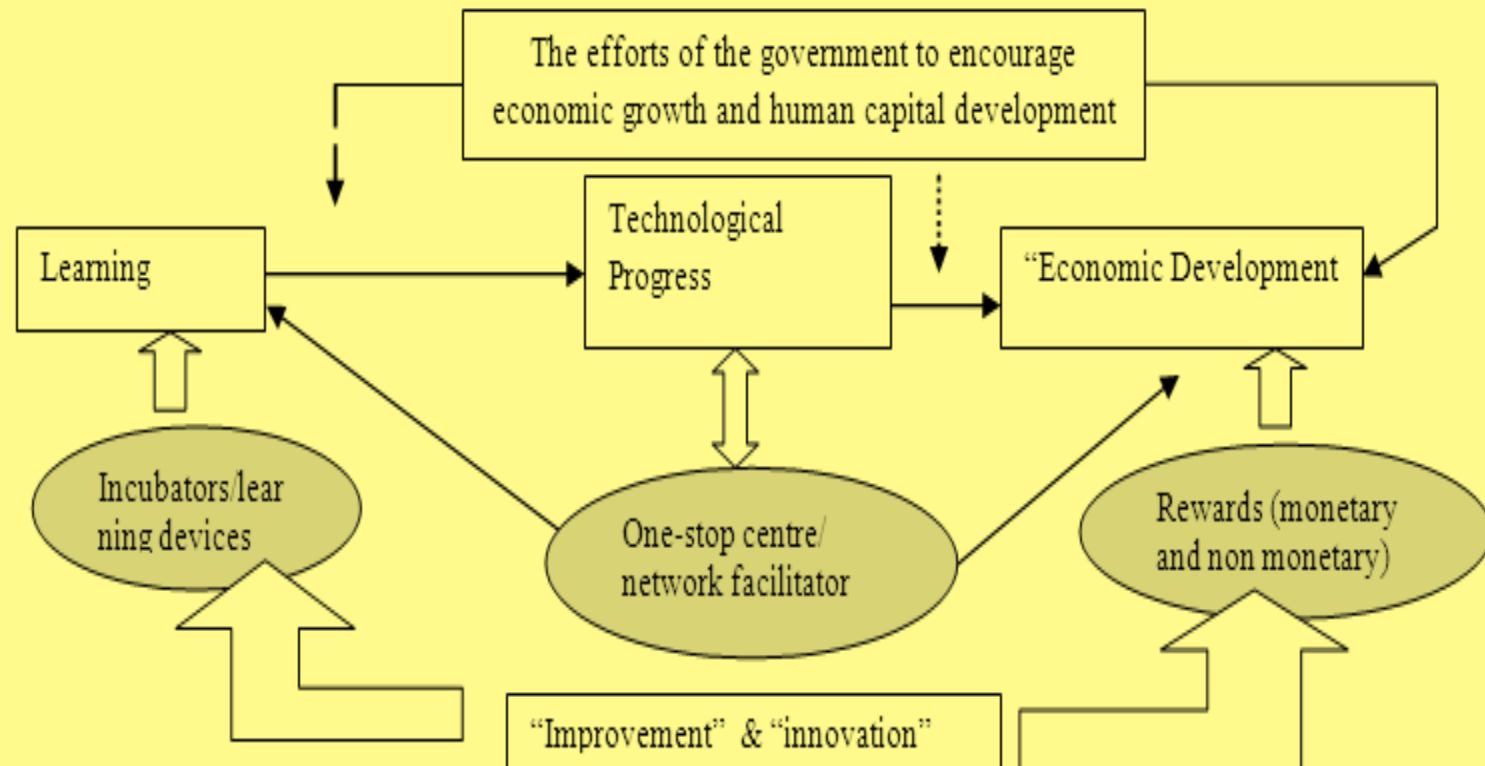 The efforts of the government to encourage
economic growth and human capital development
Technological
Progress
Learning
“Economic Development
Incubators/lear
ning devices
One-stop centre/
network facilitator
Rewards (monetary
and non monetary)
“Improvement” & “innovation”